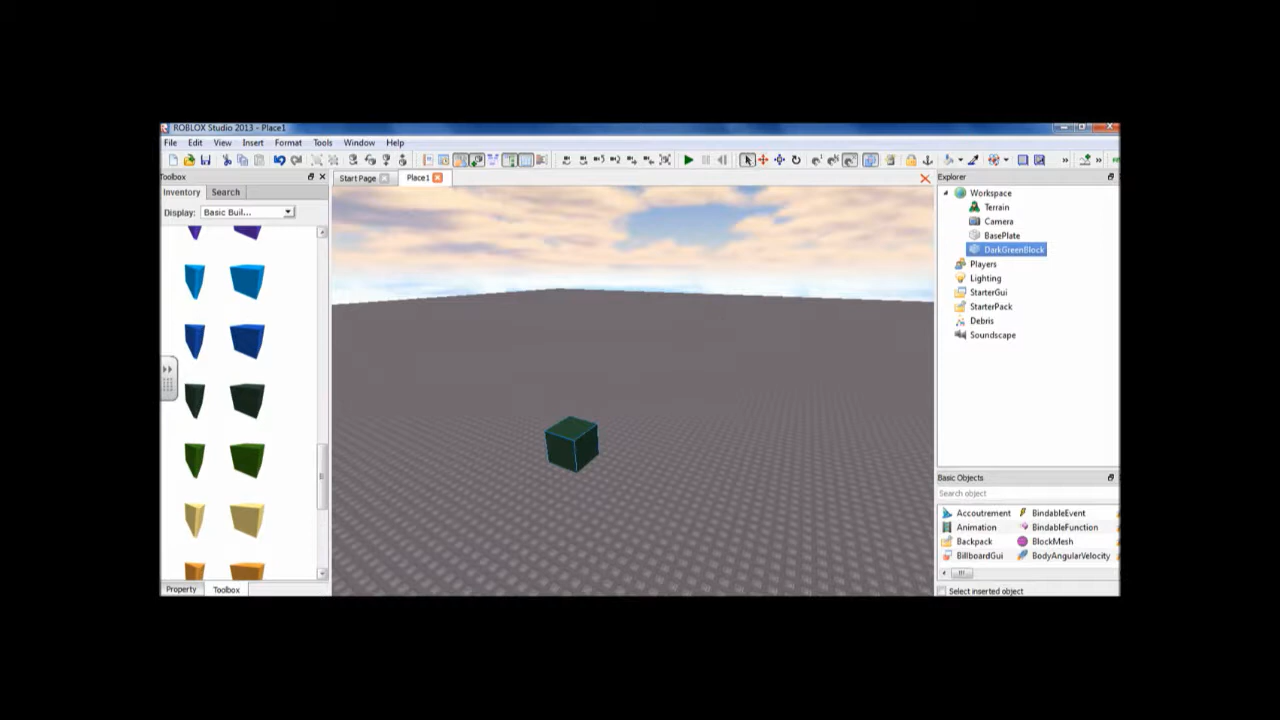 ROBLOX Studio 2013 - Place1
File Edit View Insert Format Tools Window Help
Toolbox
Start Page Place1
Explorer
Inventory Search
Display: Basic Buil...
Workspace
Terrain
Camera
BasePlate
DarkGreenBlock
Players
Lighting
StarterGui
StarterPack
Debris
Soundscape
Basic Objects
Search object
Accoutrement BindableEvent
Animation BindableFunction
Backpack BlockMesh
BillboardGui BodyAngularVelocity
Select inserted object
Property Toolbox